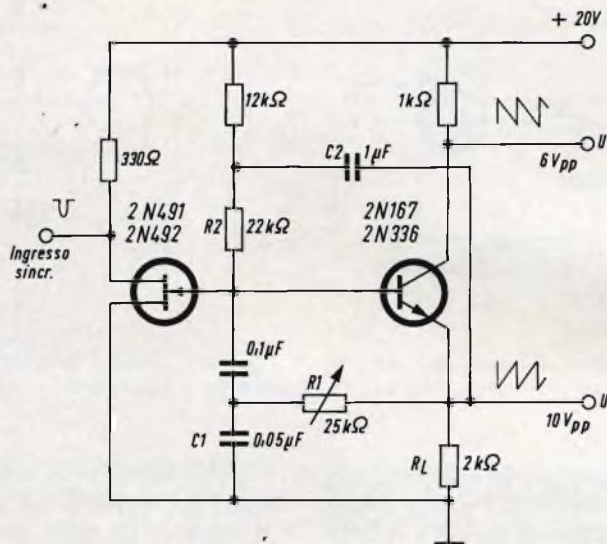 + 20V
12kΩ
1kΩ
330Ω
C2
1µF
U
6Vpp
2N491
2N492
R2
22kΩ
2N167
2N336
Ingresso
sincr.
0,1µF
R1
25kΩ
U
10Vpp
C1
0,05µF
RL
2kΩ